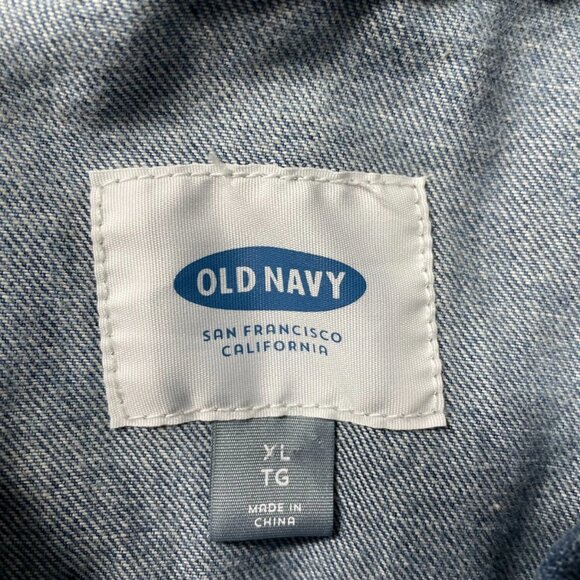 OLD NAVY
SAN FRANCISCO
CALIFORNIA
XL
TG
MADE IN
CHINA